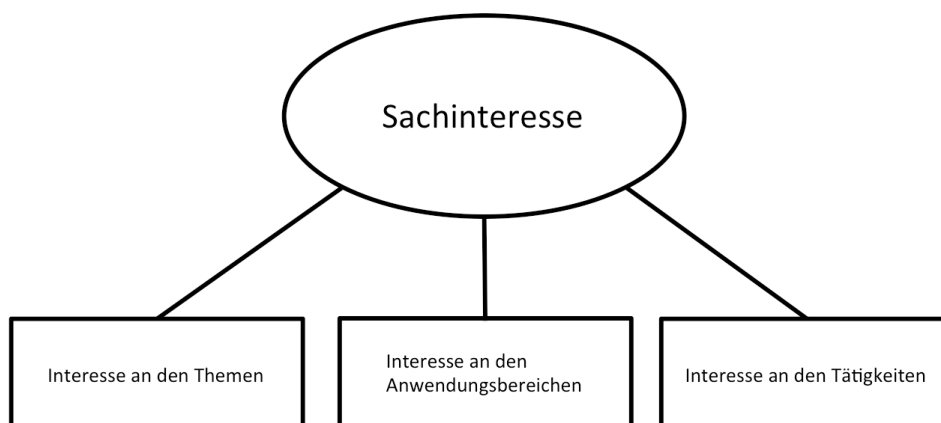 Sachinteresse
Interesse an den Themen
Interesse an den
Anwendungsbereichen
Interesse an den Tätigkeiten